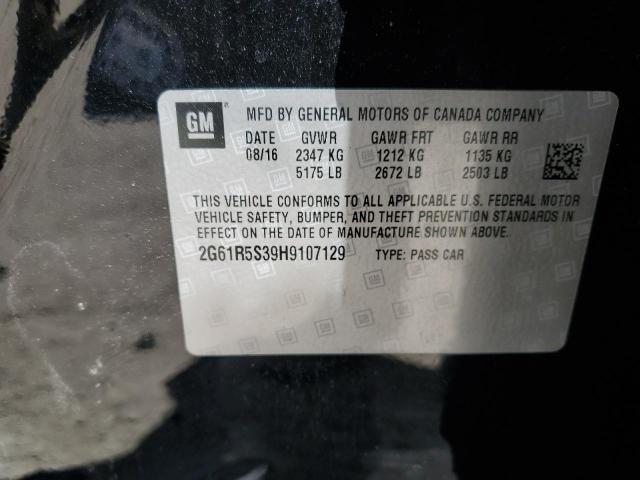 GM ®
MFD BY GENERAL MOTORS OF CANADA COMPANY
DATE GVWR GAWR FRT GAWR RR
08/16 2347 KG 1212 KG 1135 KG
5175 LB 2672 LB 2503 LB
THIS VEHICLE CONFORMS TO ALL APPLICABLE U.S. FEDERAL MOTOR
VEHICLE SAFETY, BUMPER, AND THEFT PREVENTION STANDARDS IN
EFFECT ON THE DATE OF MANUFACTURE SHOWN ABOVE.
2G61R5S39H9107129 TYPE: PASS CAR